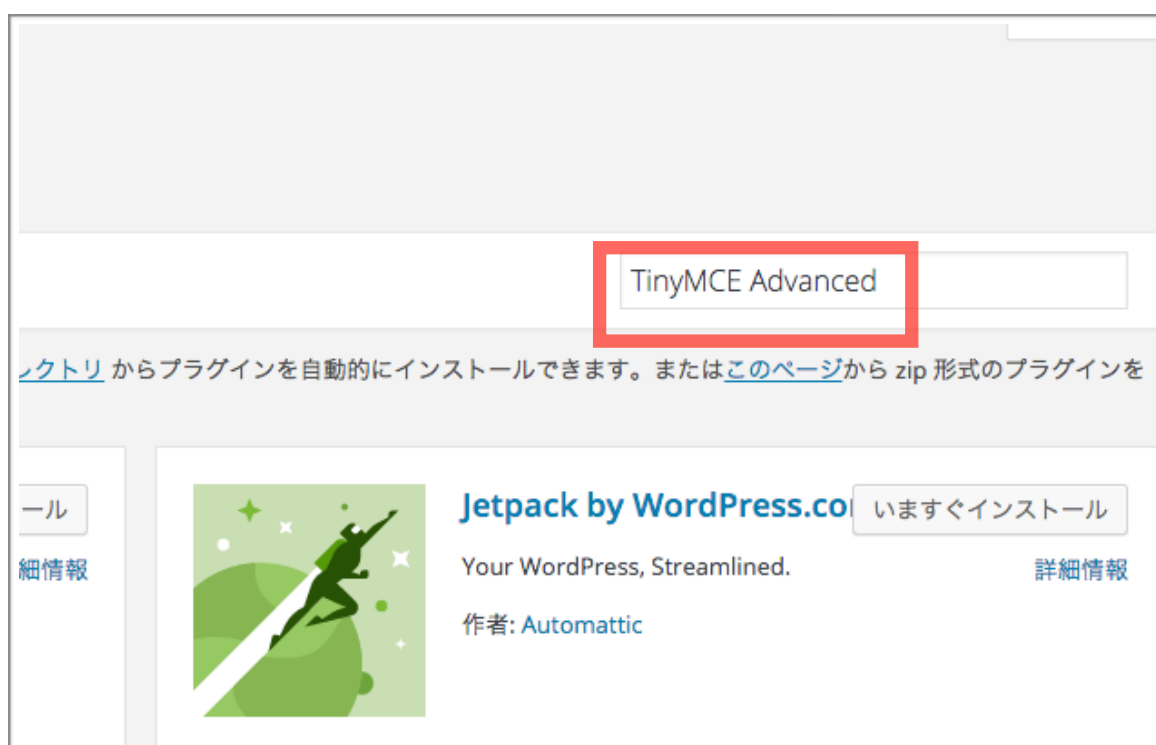 TinyMCE Advanced
レクトリ からプラグインを自動的にインストールできます。またはこのページから zip 形式のプラグインを
ール
細情報
Jetpack by WordPress.co
いますぐインストール
Your WordPress, Streamlined.
詳細情報
作者: Automattic